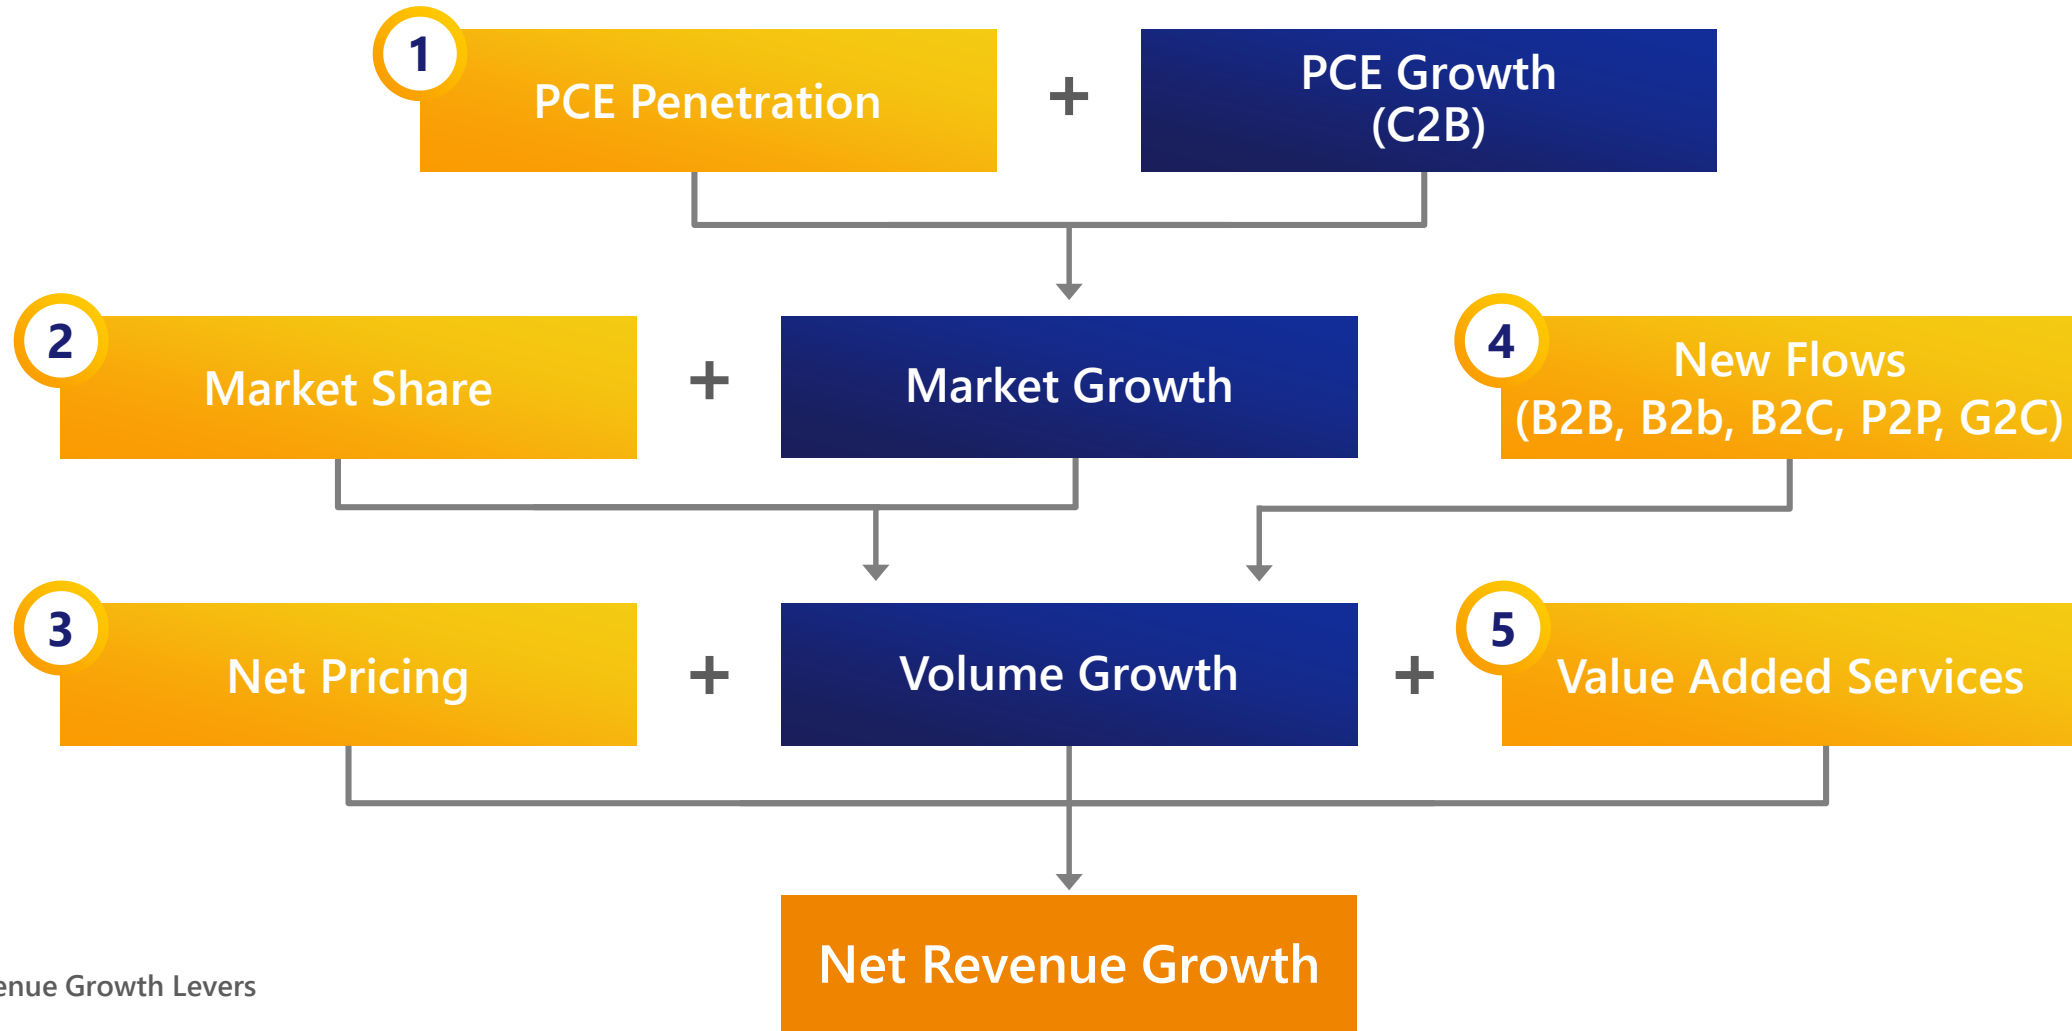 1
PCE Penetration
+
PCE Growth
(C2B)
2
Market Share
+
Market Growth
4
New Flows
(B2B, B2b, B2C, P2P, G2C)
3
Net Pricing
+
Volume Growth
+
5
Value Added Services
Net Revenue Growth
Growth Levers